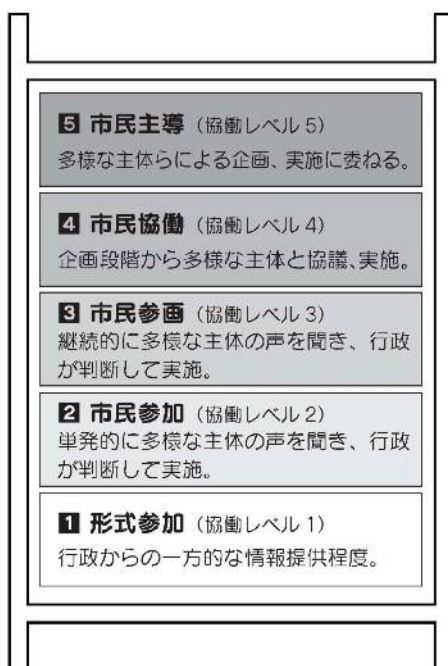 5 市民主導（協働レベル 5）
多様な主体らによる企画、実施に委ねる。
4 市民協働（協働レベル 4）
企画段階から多様な主体と協議、実施。
3 市民参画（協働レベル 3）
継続的に多様な主体の声を聞き、行政
が判断して実施。
2 市民参加（協働レベル 2）
単発的に多様な主体の声を聞き、行政
が判断して実施。
1 形式参加（協働レベル 1）
行政からの一方的な情報提供程度。